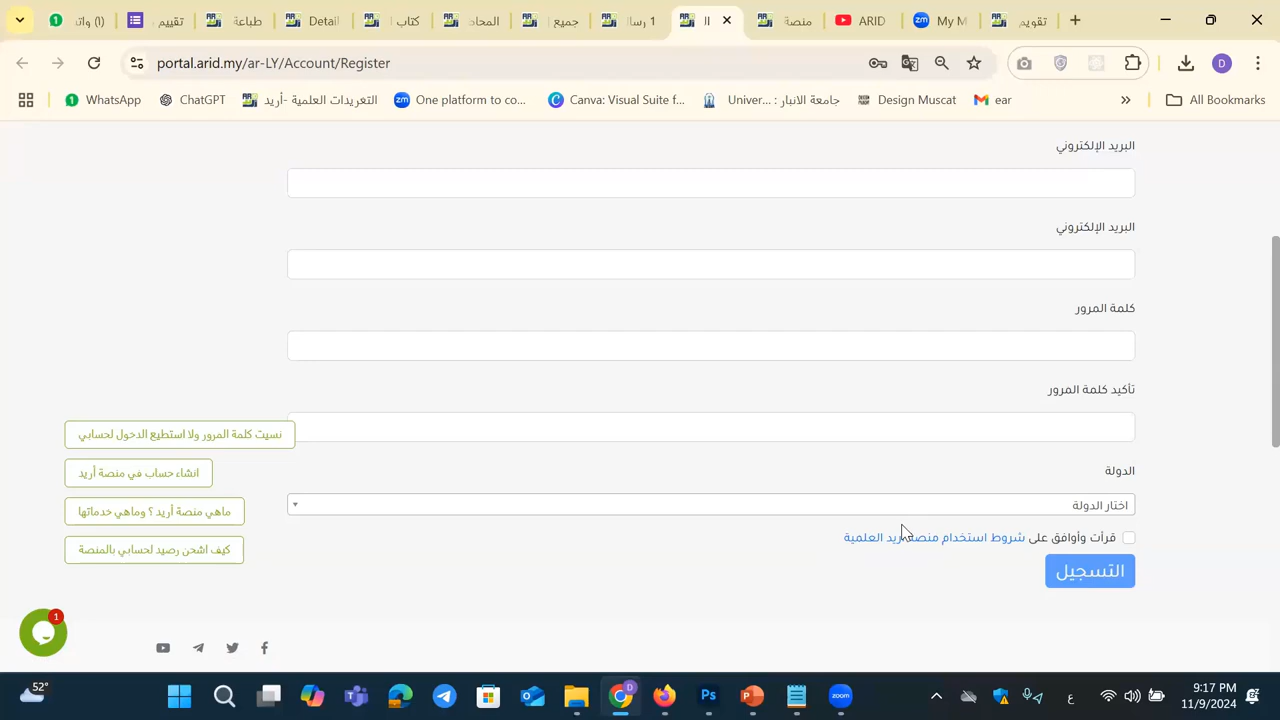 (1) واتـ
تقييم
طباعة
Detail
كتاب
المحاد
جميع
1 رسال
ال
منصة
ARID
My M
تقويم
portal.arid.my/ar-LY/Account/Register
WhatsApp
ChatGPT
التغريدات العلمية -أريد
One platform to co...
Canva: Visual Suite f...
Univer... : جامعة الانبار
Design Muscat
ear
All Bookmarks
البريد الإلكتروني
البريد الإلكتروني
كلمة المرور
تأكيد كلمة المرور
نسيت كلمة المرور ولا استطيع الدخول لحسابي
انشاء حساب في منصة أريد
الدولة
اختار الدولة
ماهي منصة أريد ؟ وماهي خدماتها
قرأت وأوافق على شروط استخدام منصة أريد العلمية
كيف اشحن رصيد لحسابي بالمنصة
التسجيل
1
52°
ع
9:17 PM
11/9/2024